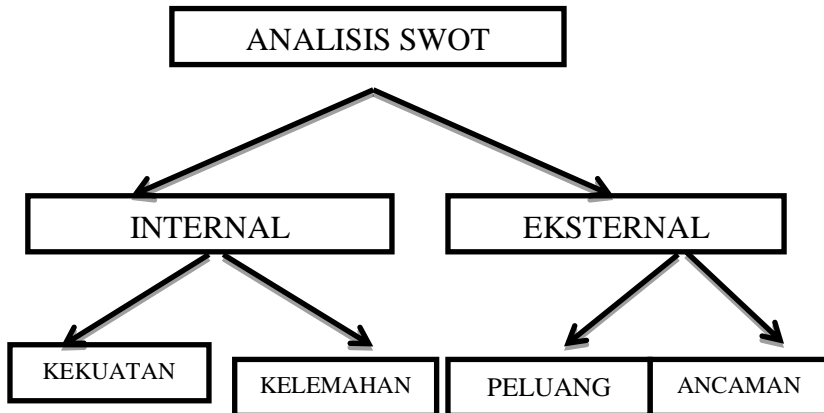 ANALISIS SWOT
INTERNAL
EKSTERNAL
KEKUATAN
KELEMAHAN
PELUANG
ANCAMAN